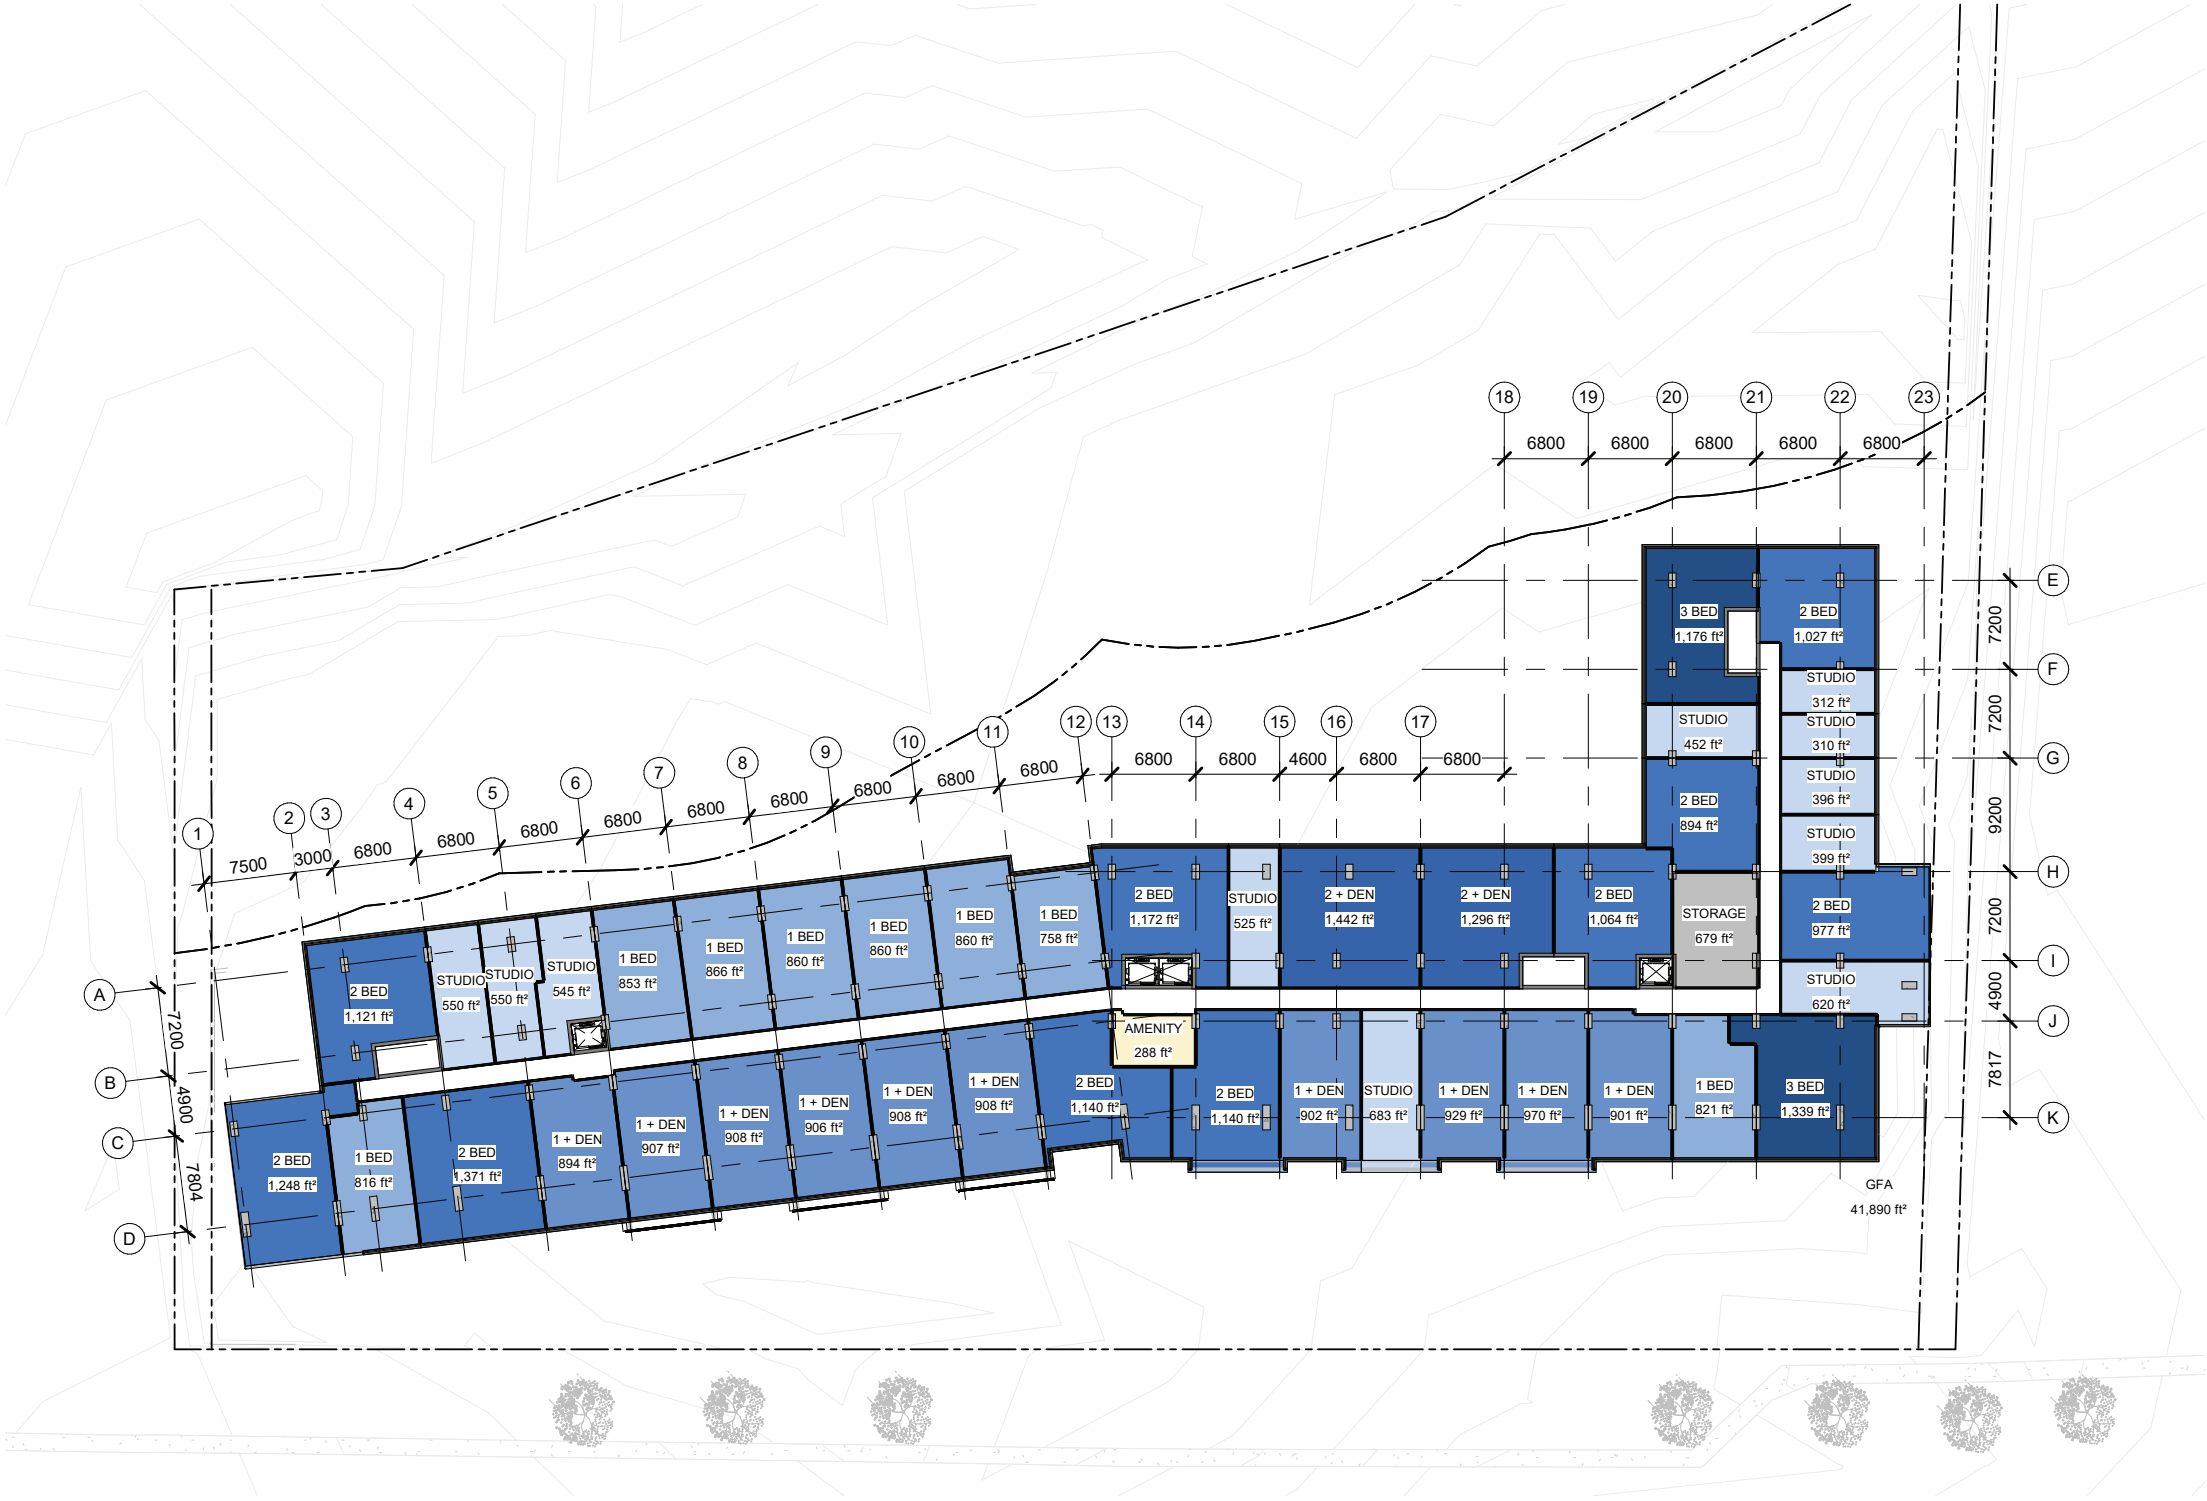 18
19
20
21
22
23
6800
6800
6800
6800
6800
E
7200
F
7200
G
9200
H
7200
I
4900
J
7817
K
3 BED
1,176 ft²
2 BED
1,027 ft²
STUDIO
312 ft²
STUDIO
452 ft²
STUDIO
310 ft²
STUDIO
396 ft²
2 BED
894 ft²
STUDIO
399 ft²
12
13
14
15
16
17
6800
6800
4600
6800
6800
1
2
3
4
5
6
7
8
9
10
11
7500
3000
6800
6800
6800
6800
6800
6800
6800
6800
6800
A
7200
B
4900
C
7804
D
2 BED
1,121 ft²
STUDIO
550 ft²
STUDIO
550 ft²
STUDIO
545 ft²
1 BED
853 ft²
1 BED
866 ft²
1 BED
860 ft²
1 BED
860 ft²
1 BED
860 ft²
1 BED
758 ft²
2 BED
1,172 ft²
STUDIO
525 ft²
2 + DEN
1,442 ft²
2 + DEN
1,296 ft²
2 BED
1,064 ft²
STORAGE
679 ft²
2 BED
977 ft²
STUDIO
620 ft²
2 BED
1,248 ft²
1 BED
816 ft²
2 BED
1,371 ft²
1 + DEN
894 ft²
1 + DEN
907 ft²
1 + DEN
908 ft²
1 + DEN
906 ft²
1 + DEN
908 ft²
1 + DEN
908 ft²
2 BED
1,140 ft²
AMENITY
288 ft²
2 BED
1,140 ft²
1 + DEN
902 ft²
STUDIO
683 ft²
1 + DEN
929 ft²
1 + DEN
970 ft²
1 + DEN
901 ft²
1 BED
821 ft²
3 BED
1,339 ft²
GFA
41,890 ft²